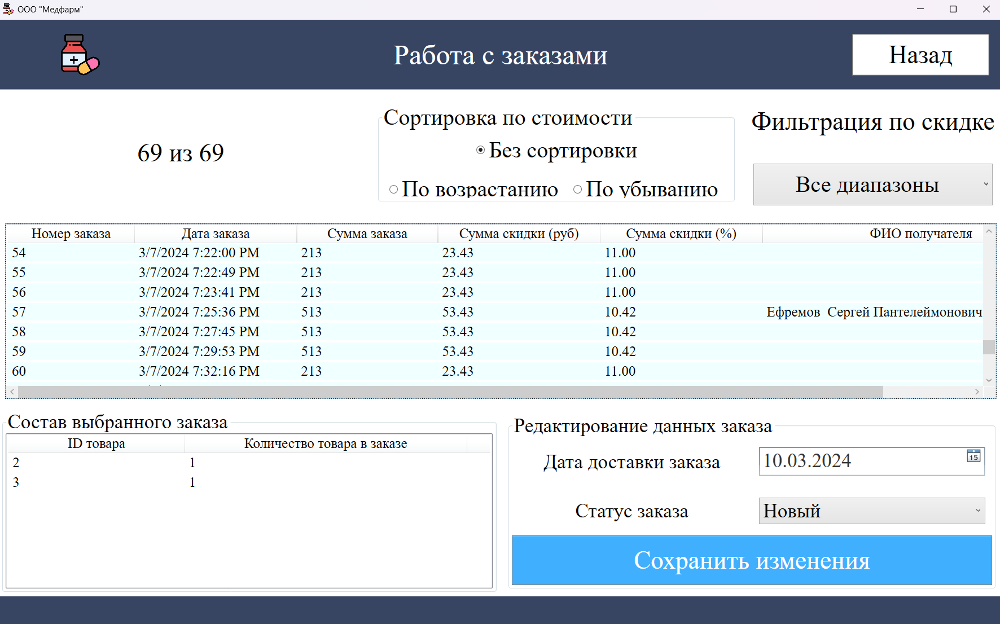 ООО "Медфарм"
Работа с заказами
Назад
Сортировка по стоимости
Без сортировки
По возрастанию По убыванию
Фильтрация по скидке
Все диапазоны
69 из 69
Номер заказа Дата заказа Сумма заказа Сумма скидки (руб) Сумма скидки (%) ФИО получателя
54 3/7/2024 7:22:00 PM 213 23.43 11.00
55 3/7/2024 7:22:49 PM 213 23.43 11.00
56 3/7/2024 7:23:41 PM 213 23.43 11.00
57 3/7/2024 7:25:36 PM 513 53.43 10.42 Ефремов Сергей Пантелеймонович
58 3/7/2024 7:27:45 PM 513 53.43 10.42
59 3/7/2024 7:29:53 PM 513 53.43 10.42
60 3/7/2024 7:32:16 PM 213 23.43 11.00
Состав выбранного заказа
ID товара Количество товара в заказе
2 1
3 1
Редактирование данных заказа
Дата доставки заказа 10.03.2024 15
Статус заказа Новый
Сохранить изменения